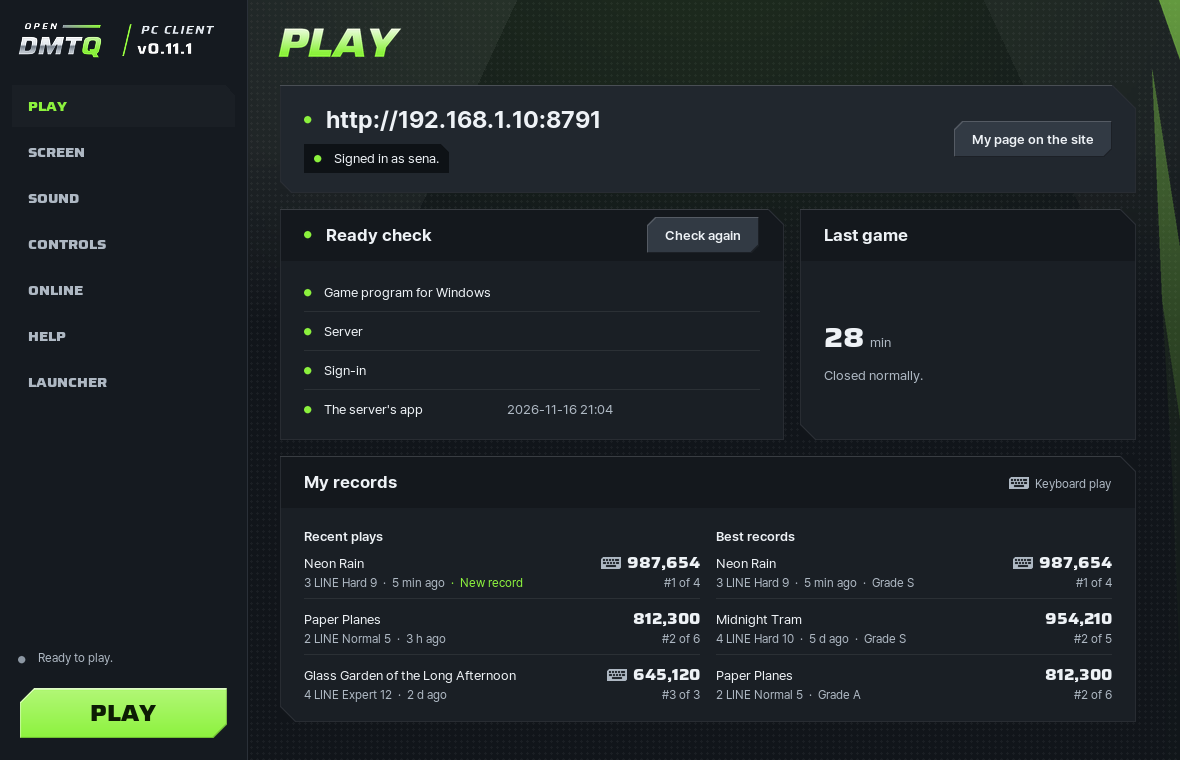 OPEN
DMTQ
PC CLIENT
v0.11.1
PLAY
SCREEN
SOUND
CONTROLS
ONLINE
HELP
LAUNCHER
Ready to play.
PLAY
PLAY
http://192.168.1.10:8791
Signed in as sena.
My page on the site
Ready check
Check again
Game program for Windows
Server
Sign-in
The server's app 2026-11-16 21:04
Last game
28 min
Closed normally.
My records
Keyboard play
Recent plays
Neon Rain 987,654
3 LINE Hard 9 · 5 min ago · New record #1 of 4
Paper Planes 812,300
2 LINE Normal 5 · 3 h ago #2 of 6
Glass Garden of the Long Afternoon 645,120
4 LINE Expert 12 · 2 d ago #3 of 3
Best records
Neon Rain 987,654
3 LINE Hard 9 · 5 min ago · Grade S #1 of 4
Midnight Tram 954,210
4 LINE Hard 10 · 5 d ago · Grade S #2 of 5
Paper Planes 812,300
2 LINE Normal 5 · Grade A #2 of 6